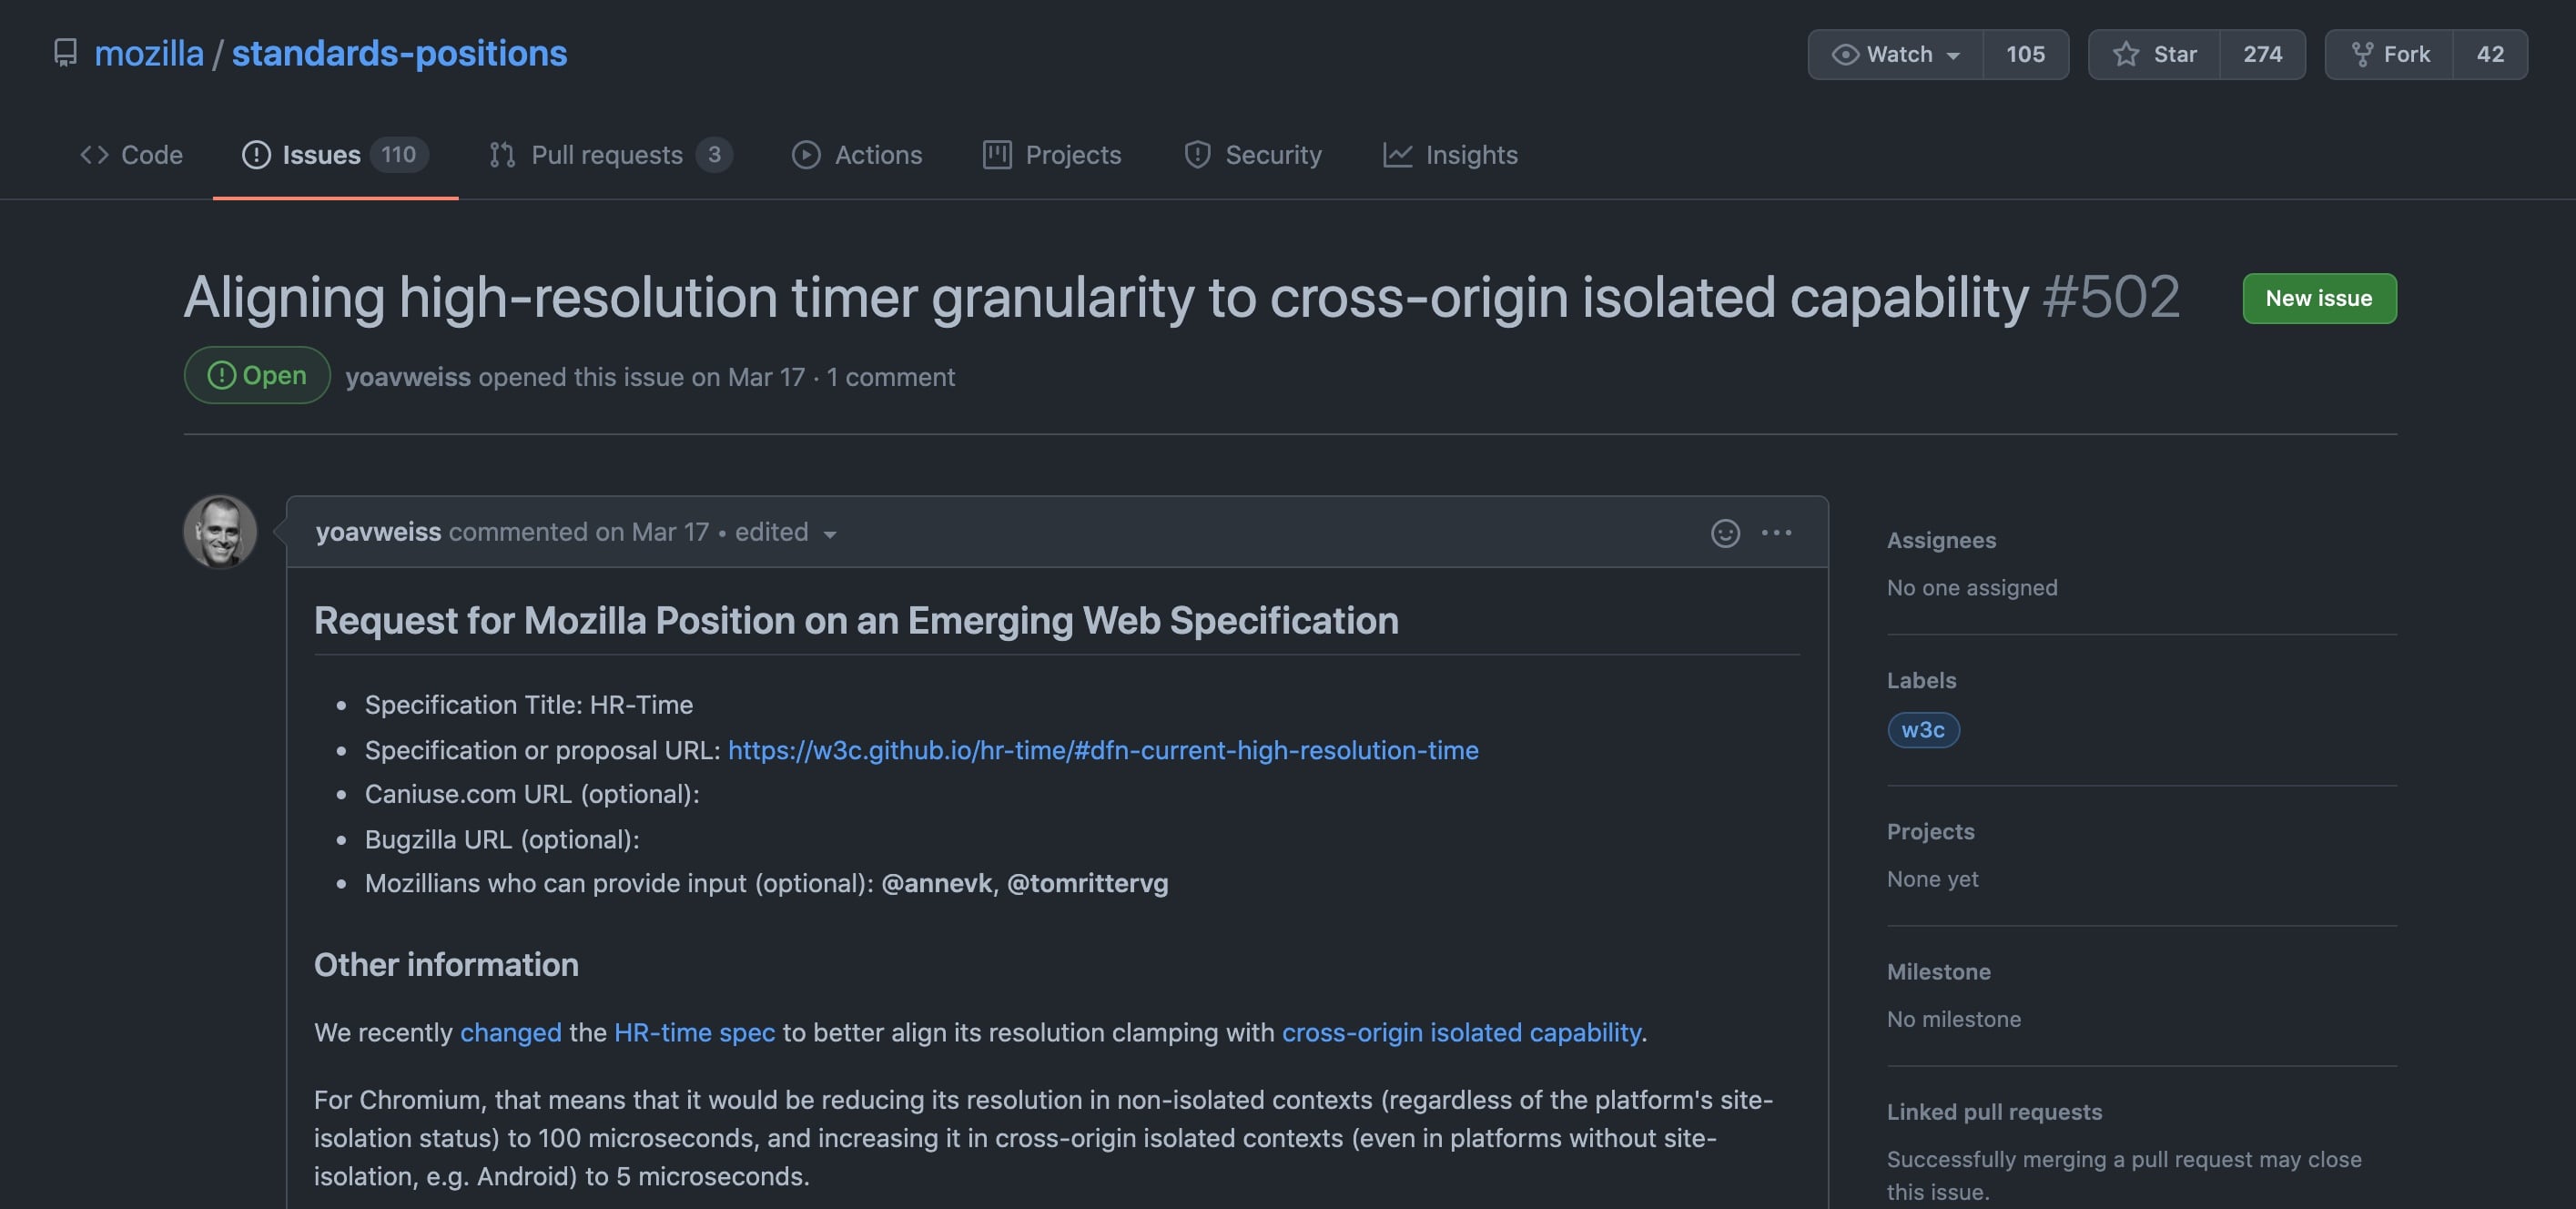 mozilla / standards-positions
Watch 105
Star 274
Fork 42
Code
Issues 110
Pull requests 3
Actions
Projects
Security
Insights
Aligning high-resolution timer granularity to cross-origin isolated capability #502
New issue
Open
yoavweiss opened this issue on Mar 17 · 1 comment
yoavweiss commented on Mar 17 • edited
Request for Mozilla Position on an Emerging Web Specification
• Specification Title: HR-Time
• Specification or proposal URL: https://w3c.github.io/hr-time/#dfn-current-high-resolution-time
• Caniuse.com URL (optional):
• Bugzilla URL (optional):
• Mozillians who can provide input (optional): @annevk, @tomrittervg
Other information
We recently changed the HR-time spec to better align its resolution clamping with cross-origin isolated capability.
For Chromium, that means that it would be reducing its resolution in non-isolated contexts (regardless of the platform's site-
isolation status) to 100 microseconds, and increasing it in cross-origin isolated contexts (even in platforms without site-
isolation, e.g. Android) to 5 microseconds.
Assignees
No one assigned
Labels
w3c
Projects
None yet
Milestone
No milestone
Linked pull requests
Successfully merging a pull request may close
this issue.